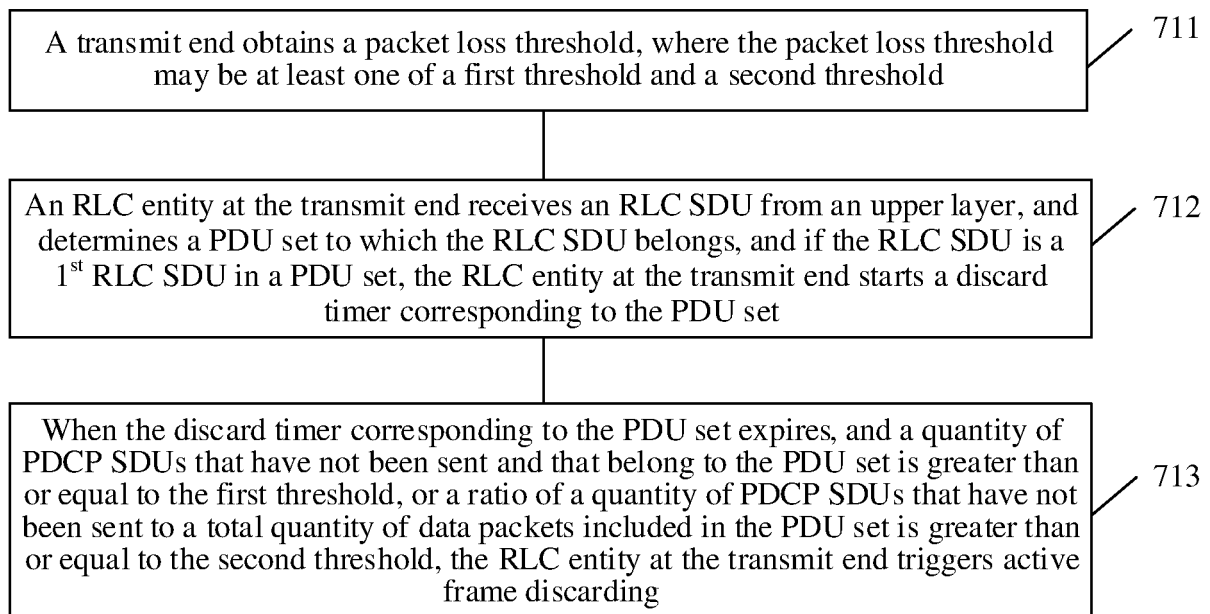 A transmit end obtains a packet loss threshold, where the packet loss threshold
may be at least one of a first threshold and a second threshold
711
An RLC entity at the transmit end receives an RLC SDU from an upper layer, and
determines a PDU set to which the RLC SDU belongs, and if the RLC SDU is a
1st RLC SDU in a PDU set, the RLC entity at the transmit end starts a discard
timer corresponding to the PDU set
712
When the discard timer corresponding to the PDU set expires, and a quantity of
PDCP SDUs that have not been sent and that belong to the PDU set is greater than
or equal to the first threshold, or a ratio of a quantity of PDCP SDUs that have not
been sent to a total quantity of data packets included in the PDU set is greater than
or equal to the second threshold, the RLC entity at the transmit end triggers active
frame discarding
713